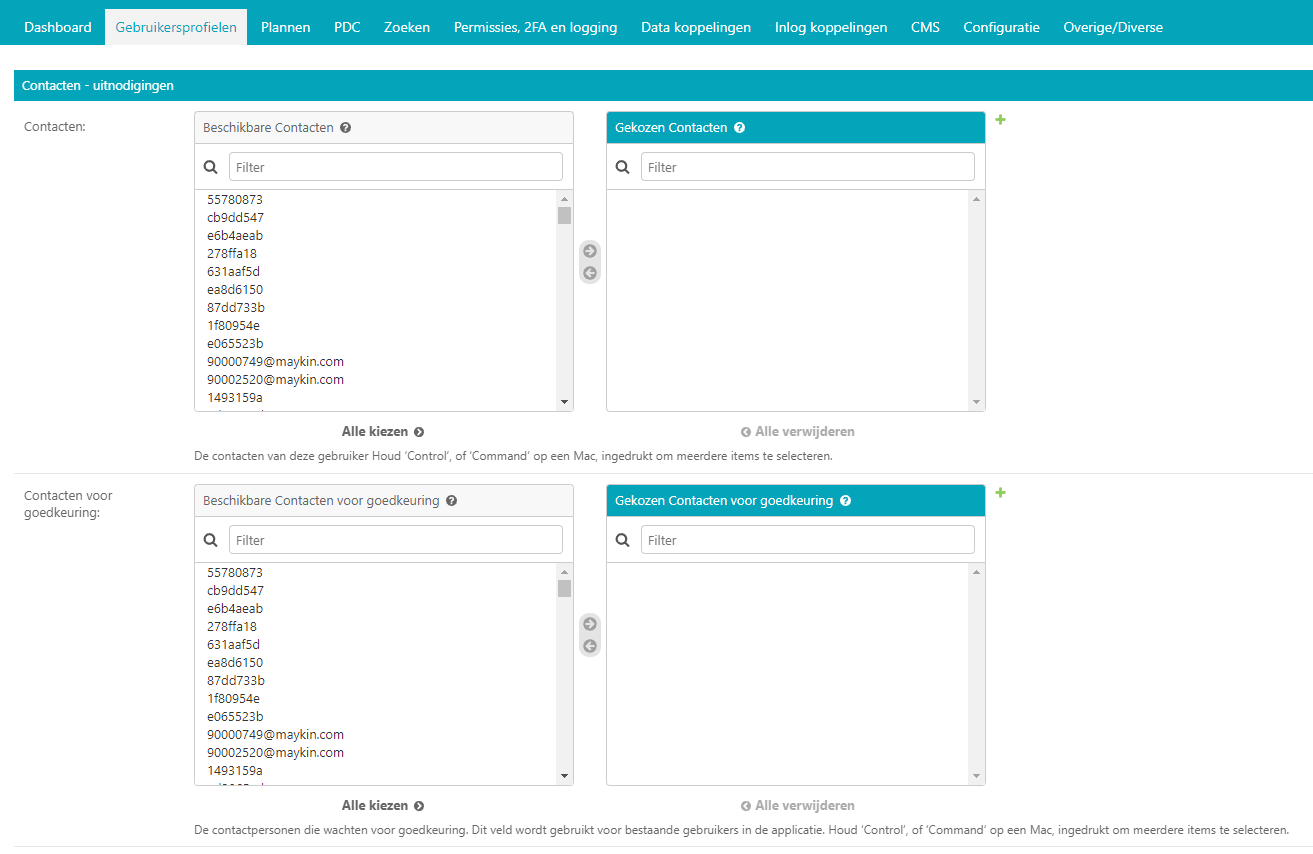 Dashboard Gebruikersprofielen Plannen PDC Zoeken Permissies, 2FA en logging Data koppelingen Inlog koppelingen CMS Configuratie Overige/Diverse
Contacten - uitnodigingen
Contacten:
Beschikbare Contacten
Filter
55780873
cb9dd547
e6b4aeab
278ffa18
631aaf5d
ea8d6150
87dd733b
1f80954e
e065523b
90000749@maykin.com
90002520@maykin.com
1493159a
Alle kiezen
Gekozen Contacten
Filter
Alle verwijderen
De contacten van deze gebruiker Houd ‘Control’, of ‘Command’ op een Mac, ingedrukt om meerdere items te selecteren.
Contacten voor
goedkeuring:
Beschikbare Contacten voor goedkeuring
Filter
55780873
cb9dd547
e6b4aeab
278ffa18
631aaf5d
ea8d6150
87dd733b
1f80954e
e065523b
90000749@maykin.com
90002520@maykin.com
1493159a
Alle kiezen
Gekozen Contacten voor goedkeuring
Filter
Alle verwijderen
De contactpersonen die wachten voor goedkeuring. Dit veld wordt gebruikt voor bestaande gebruikers in de applicatie. Houd ‘Control’, of ‘Command’ op een Mac, ingedrukt om meerdere items te selecteren.